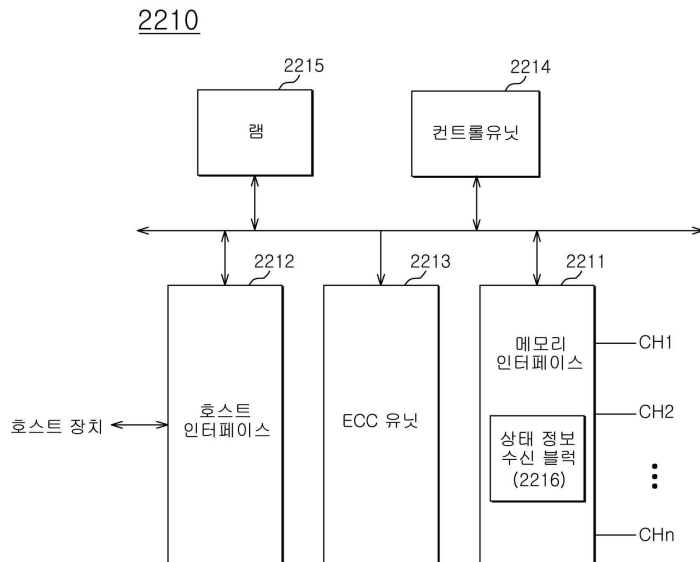 2210
2215
2214
램
컨트롤유닛
2212
2213
2211
메모리
인터페이스
CH1
호스트 장치
호스트
인터페이스
ECC 유닛
CH2
상태 정보
수신 블럭
(2216)
CHn